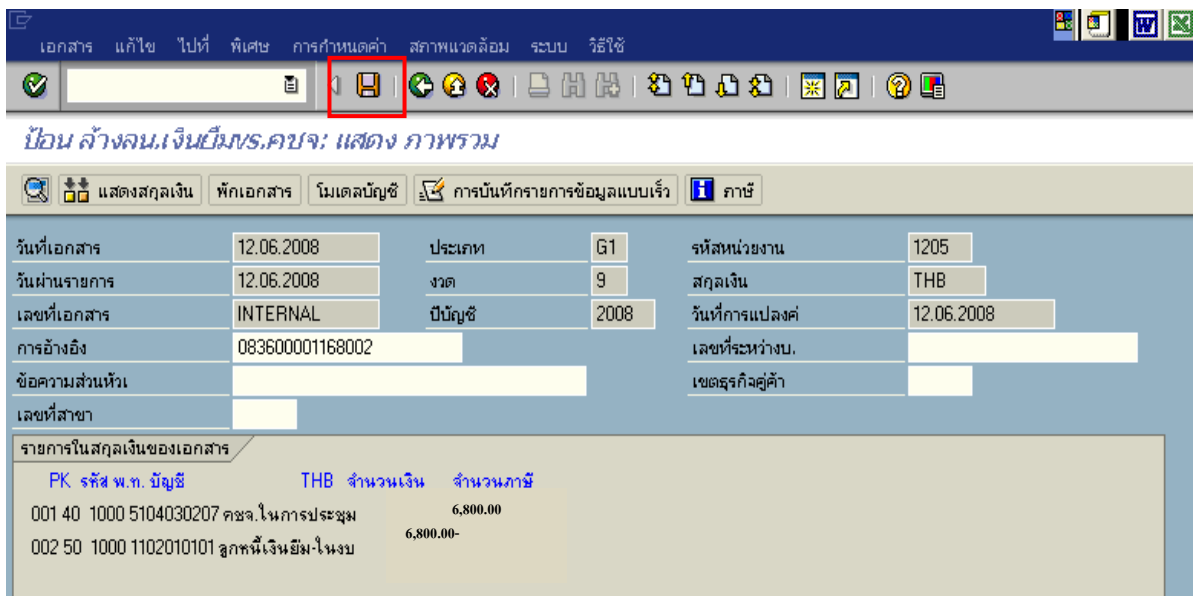 เอกสาร แก้ไข ไปที่ พิเศษ การกำหนดค่า สภาพแวดล้อม ระบบ วิธีใช้
ป้อน ล้างลน.เงินยืมรร.คชจ: แสดง ภาพรวม
แสดงสกุลเงิน พักเอกสาร โมเดลบัญชี การบันทึกรายการข้อมูลแบบเร็ว ภาษี
วันที่เอกสาร 12.06.2008 ประเภท G1 รหัสหน่วยงาน 1205
วันผ่านรายการ 12.06.2008 งวด 9 สกุลเงิน THB
เลขที่เอกสาร INTERNAL ปีบัญชี 2008 วันที่การแปลงค่ 12.06.2008
การอ้างอิง 083600001168002 เลขที่ระหว่างบ.
ข้อความส่วนหัวเ เขตธุรกิจคู่ค้า
เลขที่สาขา
รายการในสกุลเงินของเอกสาร
PK รหัส พ.ท. บัญชี THB จำนวนเงิน จำนวนภาษี
001 40 1000 5104030207 คชจ.ในการประชุม 6,800.00
002 50 1000 1102010101 ลูกหนี้เงินยืม-ในงบ 6,800.00-